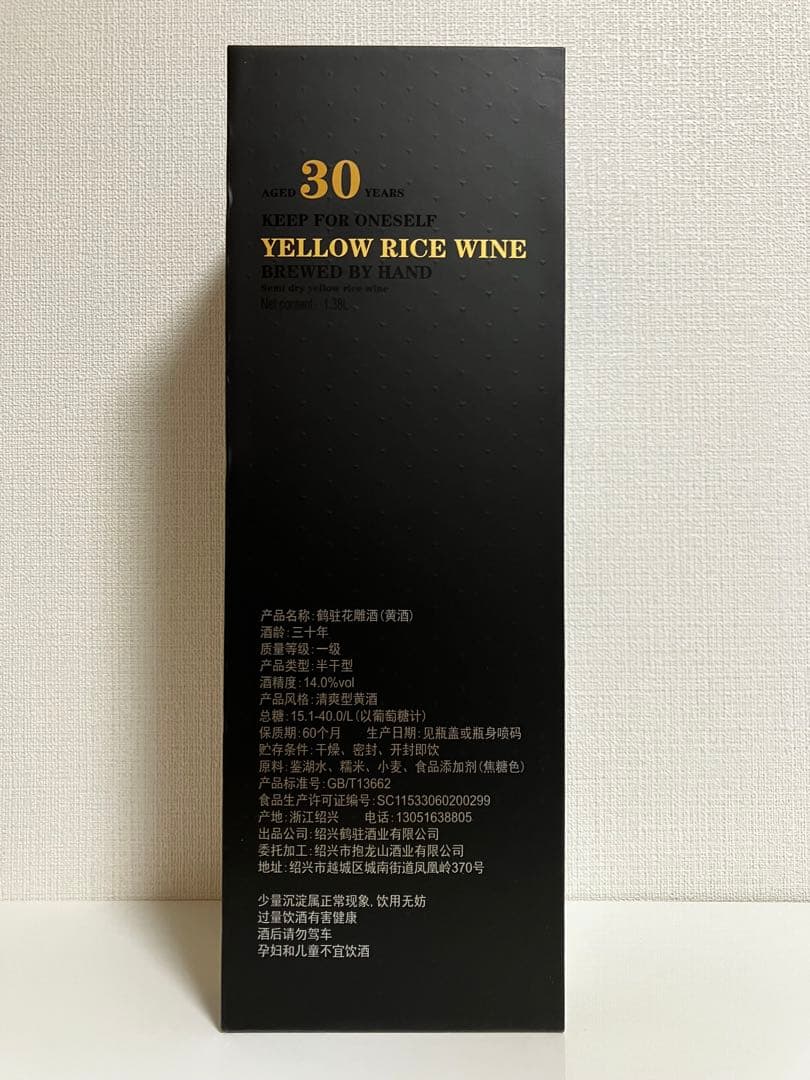 AGED 30 YEARS
KEEP FOR ONESELF
YELLOW RICE WINE
BREWED BY HAND
Semi dry yellow rice wine
Net content: 1.38L
产品名称:鹤驻花雕酒(黄酒)
酒龄:三十年
质量等级:一级
产品类型:半干型
酒精度:14.0%vol
产品风格:清爽型黄酒
总糖:15.1-40.0/L(以葡萄糖计)
保质期:60个月 生产日期:见瓶盖或瓶身喷码
贮存条件:干燥、密封、开封即饮
原料:鉴湖水、糯米、小麦、食品添加剂(焦糖色)
产品标准号:GB/T13662
食品生产许可证编号:SC11533060200299
产地:浙江绍兴 电话:13051638805
出品公司:绍兴鹤驻酒业有限公司
委托加工:绍兴市抱龙山酒业有限公司
地址:绍兴市越城区城南街道凤凰岭370号
少量沉淀属正常现象,饮用无妨
过量饮酒有害健康
酒后请勿驾车
孕妇和儿童不宜饮酒